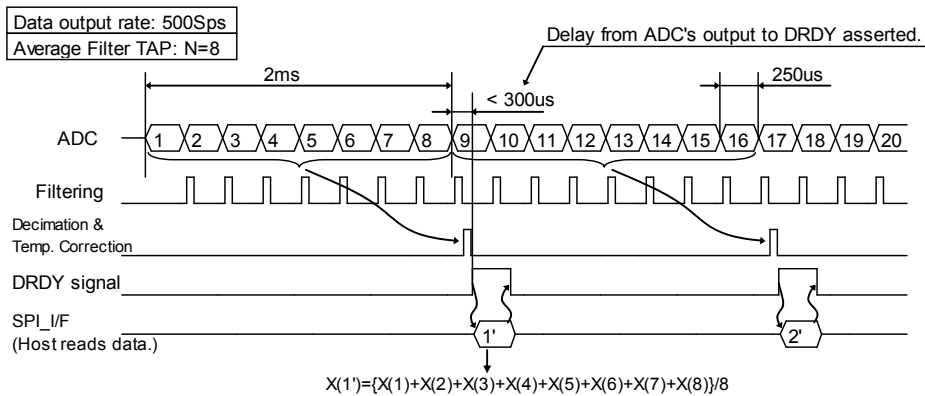 Data output rate: 500Sps
Average Filter TAP: N=8
Delay from ADC's output to DRDY asserted.
2ms
< 300us
250us
ADC
1 2 3 4 5 6 7 8 9 10 11 12 13 14 15 16 17 18 19 20
Filtering
Decimation &
Temp. Correction
DRDY signal
SPI_I/F
(Host reads data.)
1' 2'
X(1')={X(1)+X(2)+X(3)+X(4)+X(5)+X(6)+X(7)+X(8)}/8